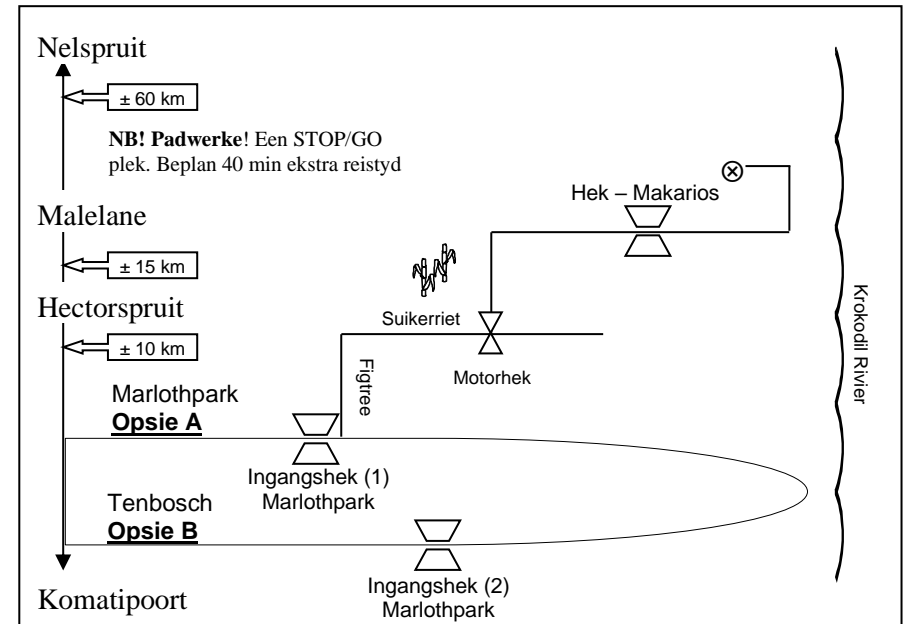 Nelspruit
± 60 km
NB! Padwerke! Een STOP/GO
plek. Beplan 40 min ekstra reistyd
Hek – Makarios
Malelane
± 15 km
Hectorspruit
Suikerriet
± 10 km
Motorhek
Figtree
Krokodil Rivier
Marlothpark
Opsie A
Ingangshek (1)
Marlothpark
Tenbosch
Opsie B
Ingangshek (2)
Marlothpark
Komatipoort